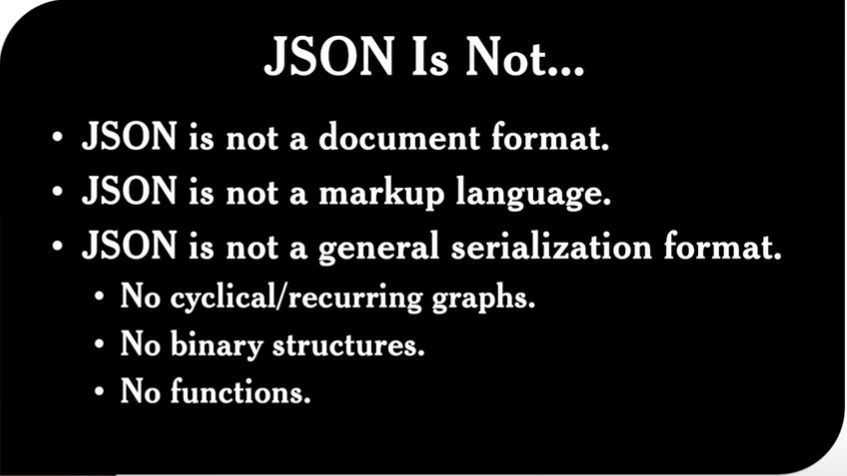 JSON Is Not...
• JSON is not a document format.
• JSON is not a markup language.
• JSON is not a general serialization format.
• No cyclical/recurring graphs.
• No binary structures.
• No functions.